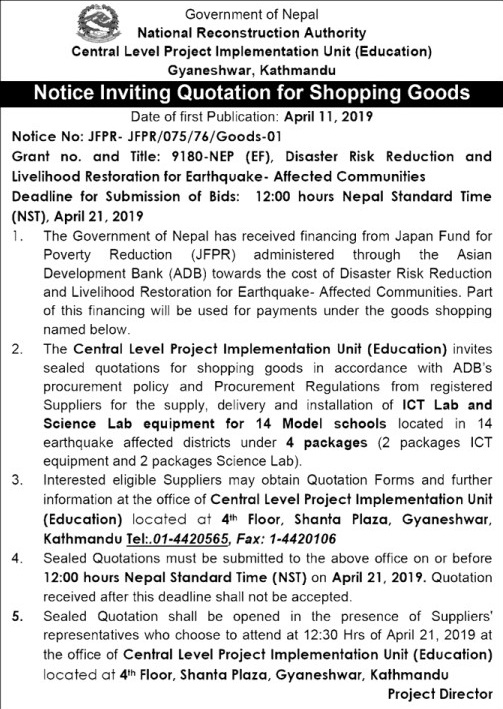 Government of Nepal
National Reconstruction Authority
Central Level Project Implementation Unit (Education)
Gyaneshwar, Kathmandu
Notice Inviting Quotation for Shopping Goods
Date of first Publication: April 11, 2019
Notice No: JFPR- JFPR/075/76/Goods-01
Grant no. and Title: 9180-NEP (EF), Disaster Risk Reduction and
Livelihood Restoration for Earthquake- Affected Communities
Deadline for Submission of Bids: 12:00 hours Nepal Standard Time
(NST), April 21, 2019
1. The Government of Nepal has received financing from Japan Fund for
Poverty Reduction (JFPR) administered through the Asian
Development Bank (ADB) towards the cost of Disaster Risk Reduction
and Livelihood Restoration for Earthquake- Affected Communities. Part
of this financing will be used for payments under the goods shopping
named below.
2. The Central Level Project Implementation Unit (Education) invites
sealed quotations for shopping goods in accordance with ADB's
procurement policy and Procurement Regulations from registered
Suppliers for the supply, delivery and installation of ICT Lab and
Science Lab equipment for 14 Model schools located in 14
earthquake affected districts under 4 packages (2 packages ICT
equipment and 2 packages Science Lab).
3. Interested eligible Suppliers may obtain Quotation Forms and further
information at the office of Central Level Project Implementation Unit
(Education) located at 4th Floor, Shanta Plaza, Gyaneshwar,
Kathmandu Tel:.01-4420565, Fax: 1-4420106
4. Sealed Quotations must be submitted to the above office on or before
12:00 hours Nepal Standard Time (NST) on April 21, 2019. Quotation
received after this deadline shall not be accepted.
5. Sealed Quotation shall be opened in the presence of Suppliers'
representatives who choose to attend at 12:30 Hrs of April 21, 2019 at
the office of Central Level Project Implementation Unit (Education)
located at 4th Floor, Shanta Plaza, Gyaneshwar, Kathmandu
Project Director